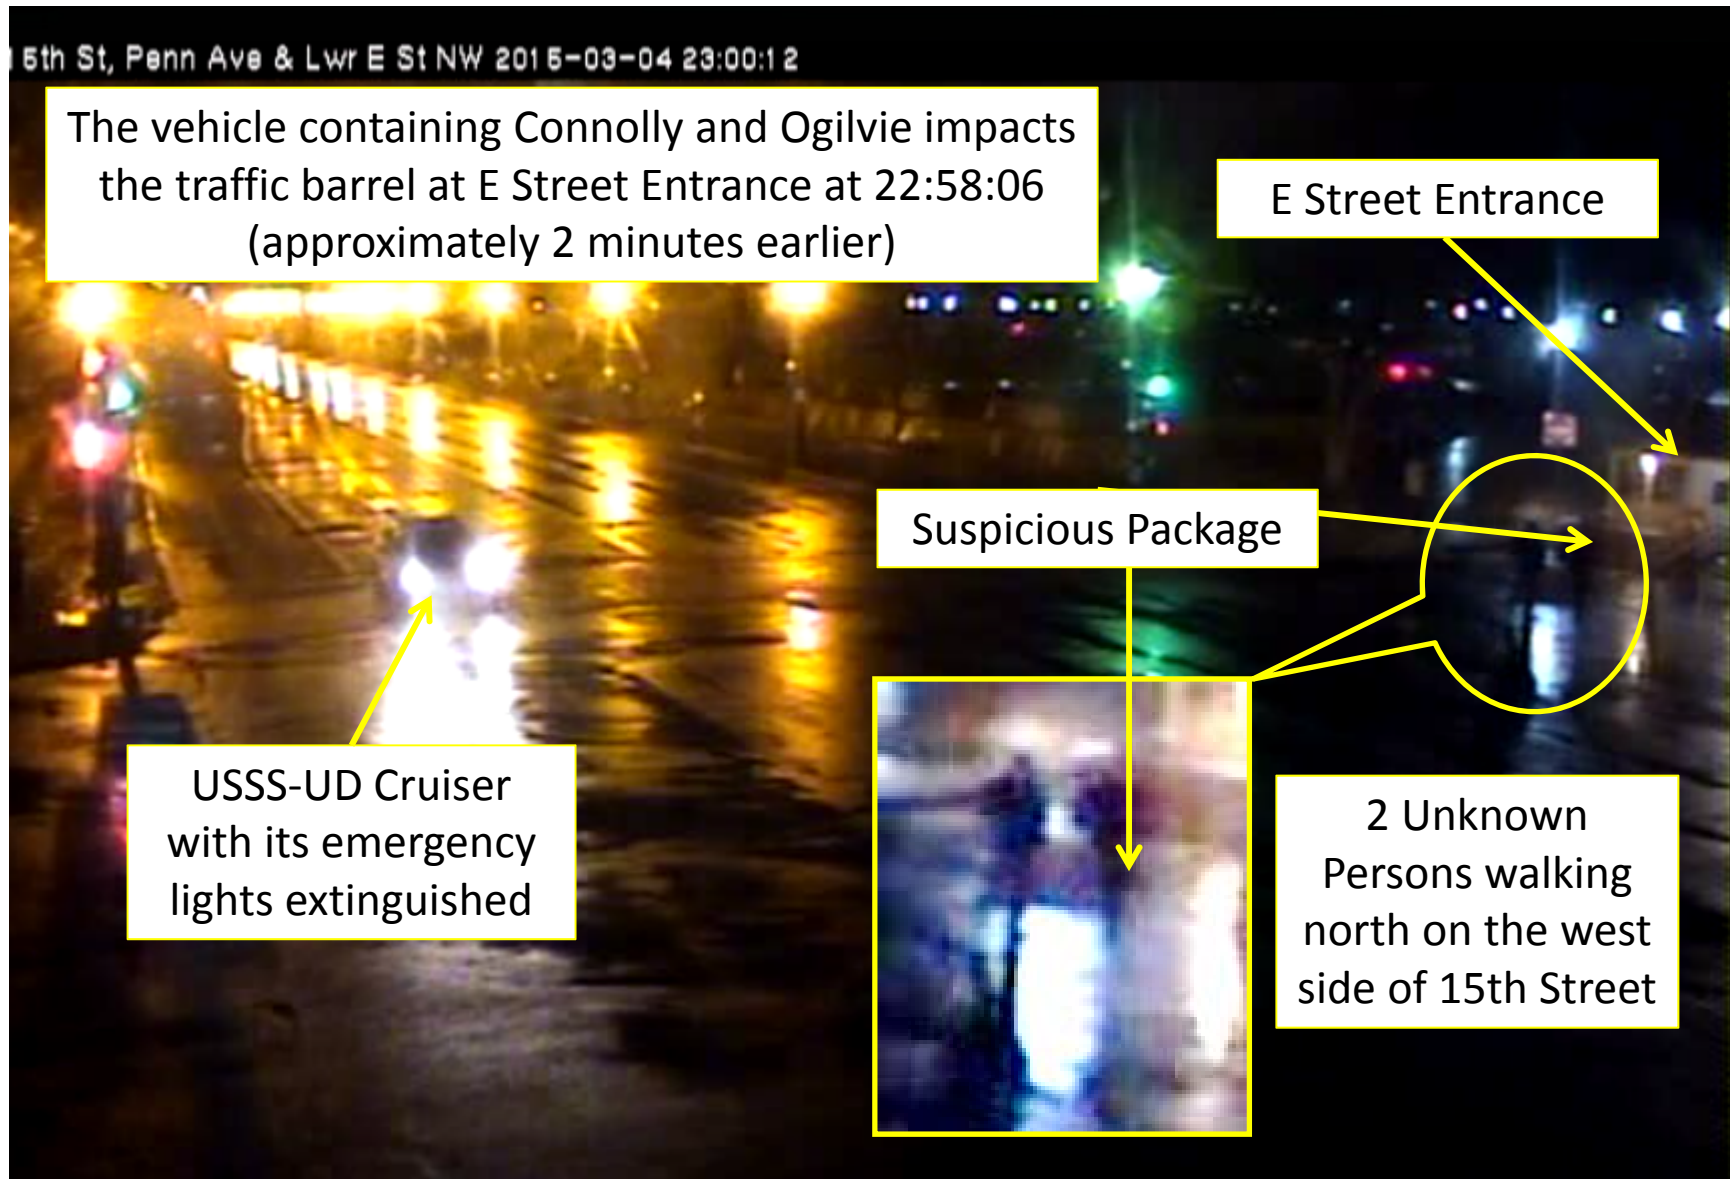 15th St, Penn Ave & Lwr E St NW 2015-03-04 23:00:12
The vehicle containing Connolly and Ogilvie impacts
the traffic barrel at E Street Entrance at 22:58:06
(approximately 2 minutes earlier)
E Street Entrance
Suspicious Package
USSS-UD Cruiser
with its emergency
lights extinguished
2 Unknown
Persons walking
north on the west
side of 15th Street